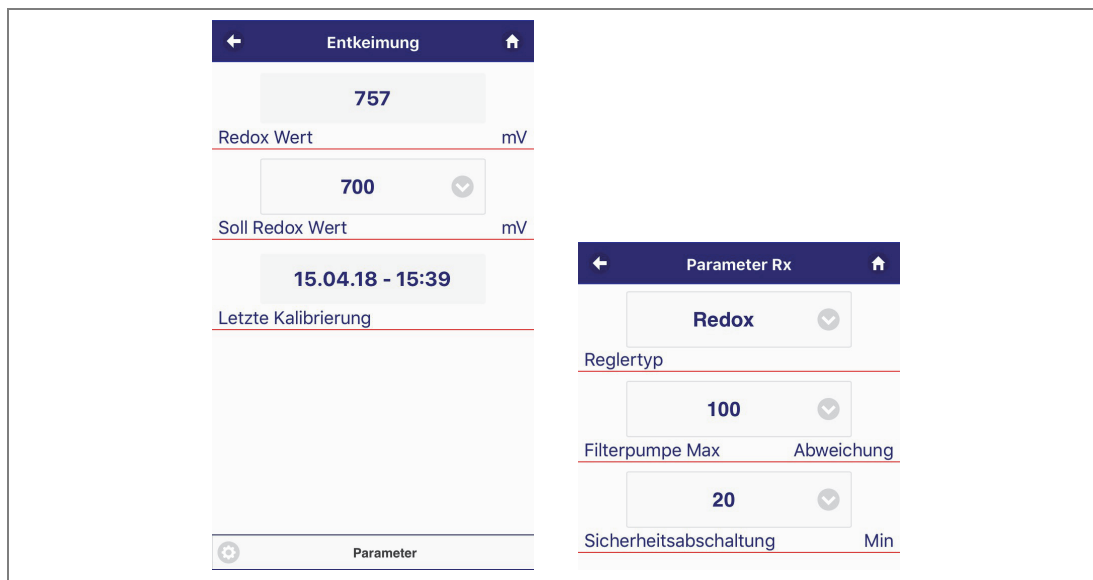 Entkeimung
757
Redox Wert mV
700
Soll Redox Wert mV
15.04.18 - 15:39
Letzte Kalibrierung
Parameter
Parameter Rx
Redox
Reglertyp
100
Filterpumpe Max Abweichung
20
Sicherheitsabschaltung Min